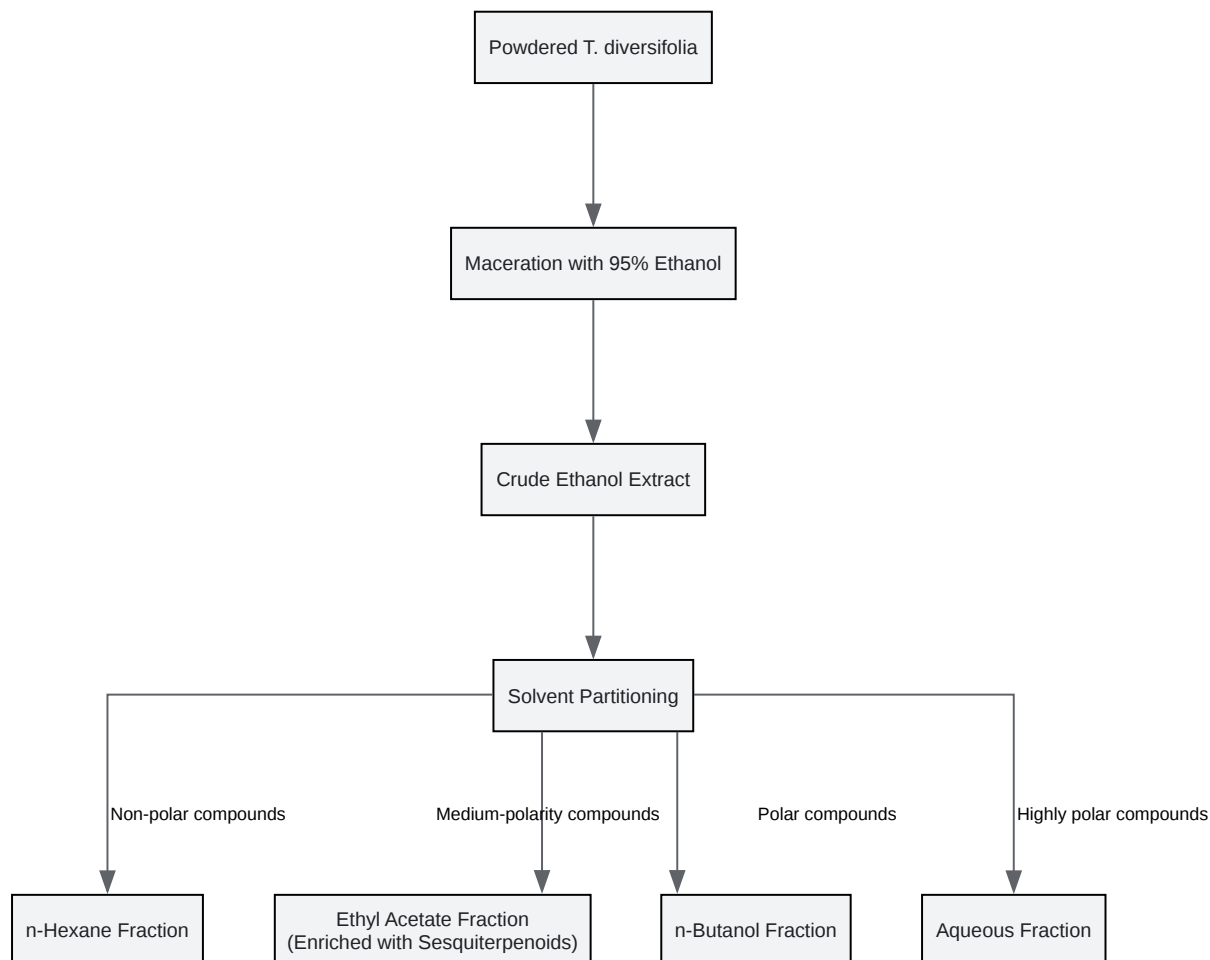 Powdered T. diversifolia
Maceration with 95% Ethanol
Crude Ethanol Extract
Solvent Partitioning
Non-polar compounds
Medium-polarity compounds
Polar compounds
Highly polar compounds
n-Hexane Fraction
Ethyl Acetate Fraction
(Enriched with Sesquiterpenoids)
n-Butanol Fraction
Aqueous Fraction